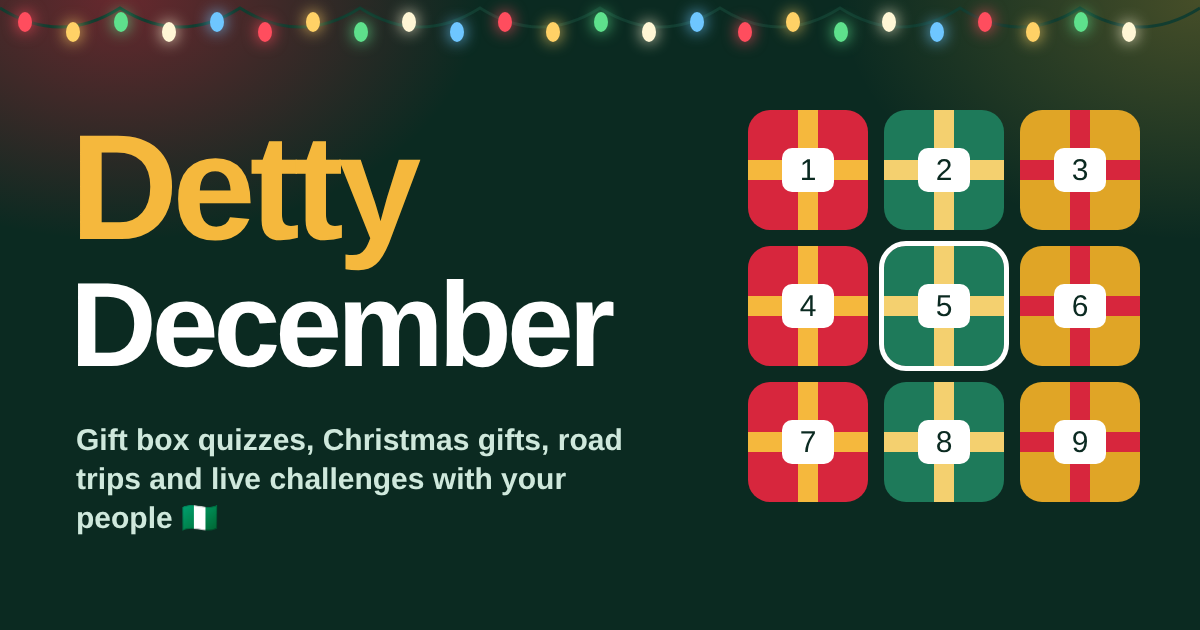 Detty
December
Gift box quizzes, Christmas gifts, road
trips and live challenges with your
people 🇳🇬
1 2 3
4 5 6
7 8 9